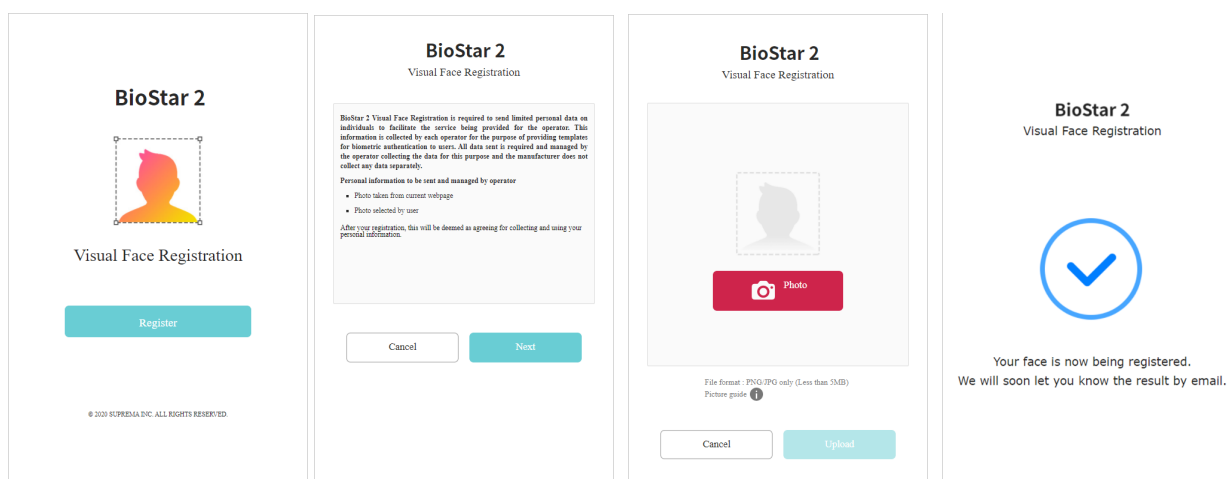 BioStar 2
Visual Face Registration
Register
© 2020 SUPREMA INC. ALL RIGHTS RESERVED.
BioStar 2
Visual Face Registration
BioStar 2 Visual Face Registration is required to send limited personal data on
individuals to facilitate the service being provided for the operator. This
information is collected by each operator for the purpose of providing templates
for biometric authentication to users. All data sent is required and managed by
the operator collecting the data for this purpose and the manufacturer does not
collect any data separately.
Personal information to be sent and managed by operator
• Photo taken from current webpage
• Photo selected by user
After your registration, this will be deemed as agreeing for collecting and using your
personal information.
Cancel
Next
BioStar 2
Visual Face Registration
Photo
File format : PNG/JPG only (Less than 5MB)
Picture guide i
Cancel
Upload
BioStar 2
Visual Face Registration
Your face is now being registered.
We will soon let you know the result by email.